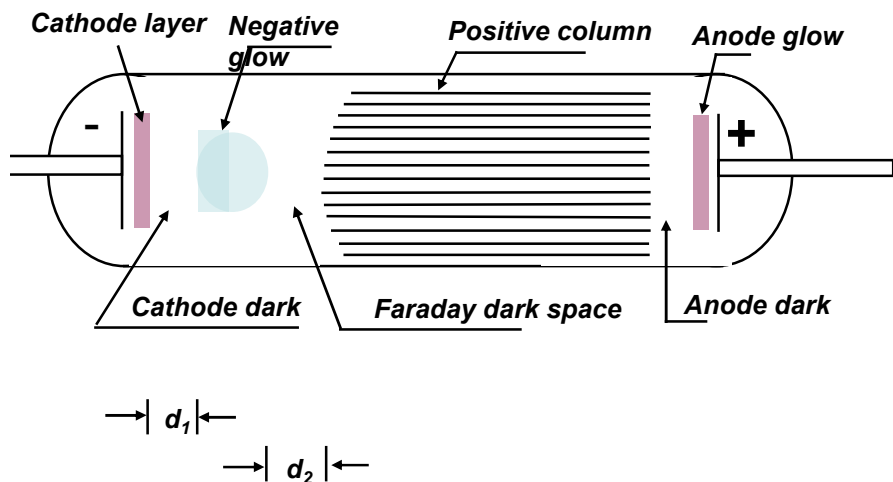 Cathode layer
Negative
glow
Positive column
Anode glow
-
+
Cathode dark
Faraday dark space
Anode dark
d1
d2